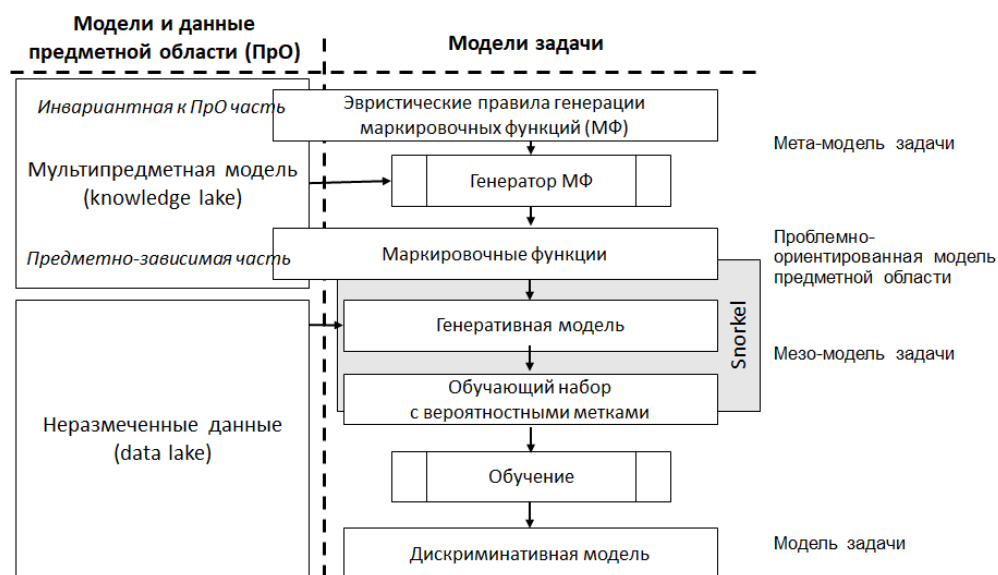 Модели и данные
предметной области (ПрО)
Модели задачи
Инвариантная к ПрО часть
Эвристические правила генерации
маркировочных функций (МФ)
Мета-модель задачи
Мультипредметная модель
(knowledge lake)
Генератор МФ
Предметно-зависимая часть
Маркировочные функции
Проблемно-
ориентированная модель
предметной области
Генеративная модель
Snorkel
Мезо-модель задачи
Обучающий набор
с вероятностными метками
Неразмеченные данные
(data lake)
Обучение
Дискриминативная модель
Модель задачи